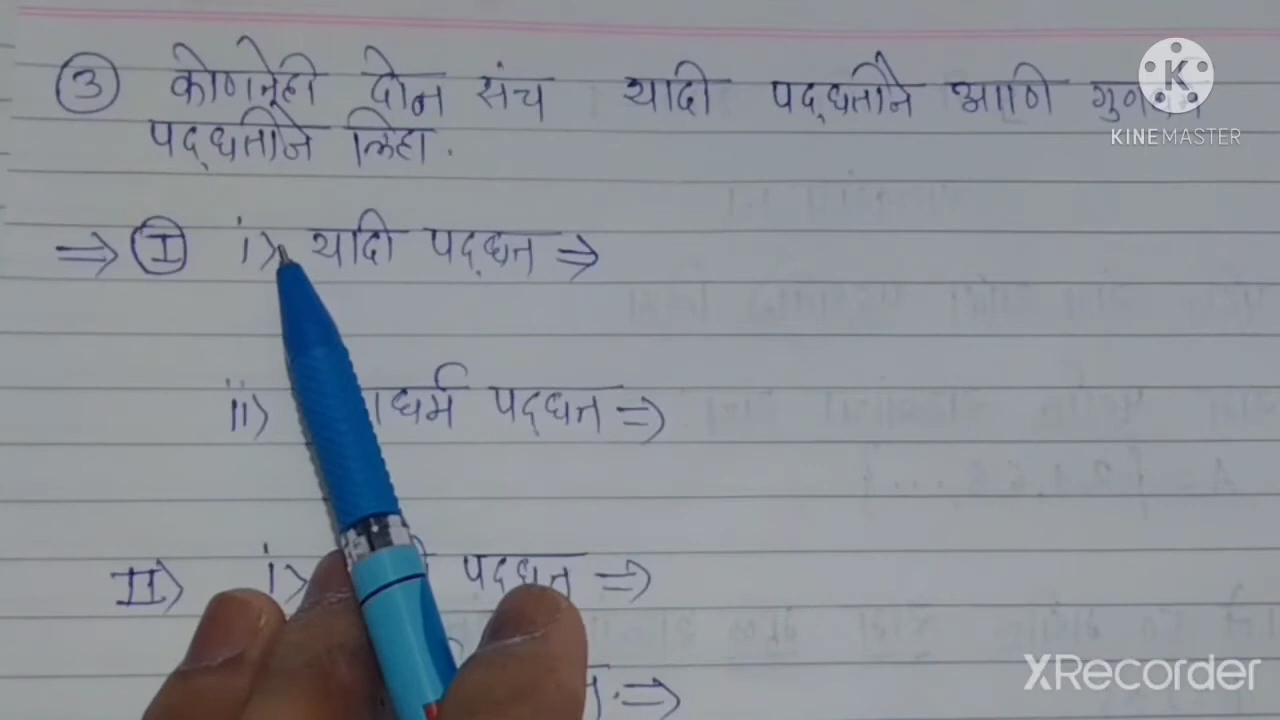 ③ कोणतेही दोन संच यादी पद्धतीने आणि
पद्धतीने लिहा.
⇒ Ⅰ i) यादी पद्धत ⇒
ii) धर्म पद्धत ⇒
II) i) पद्धत ⇒
⇒
KINEMASTER
XRecorder